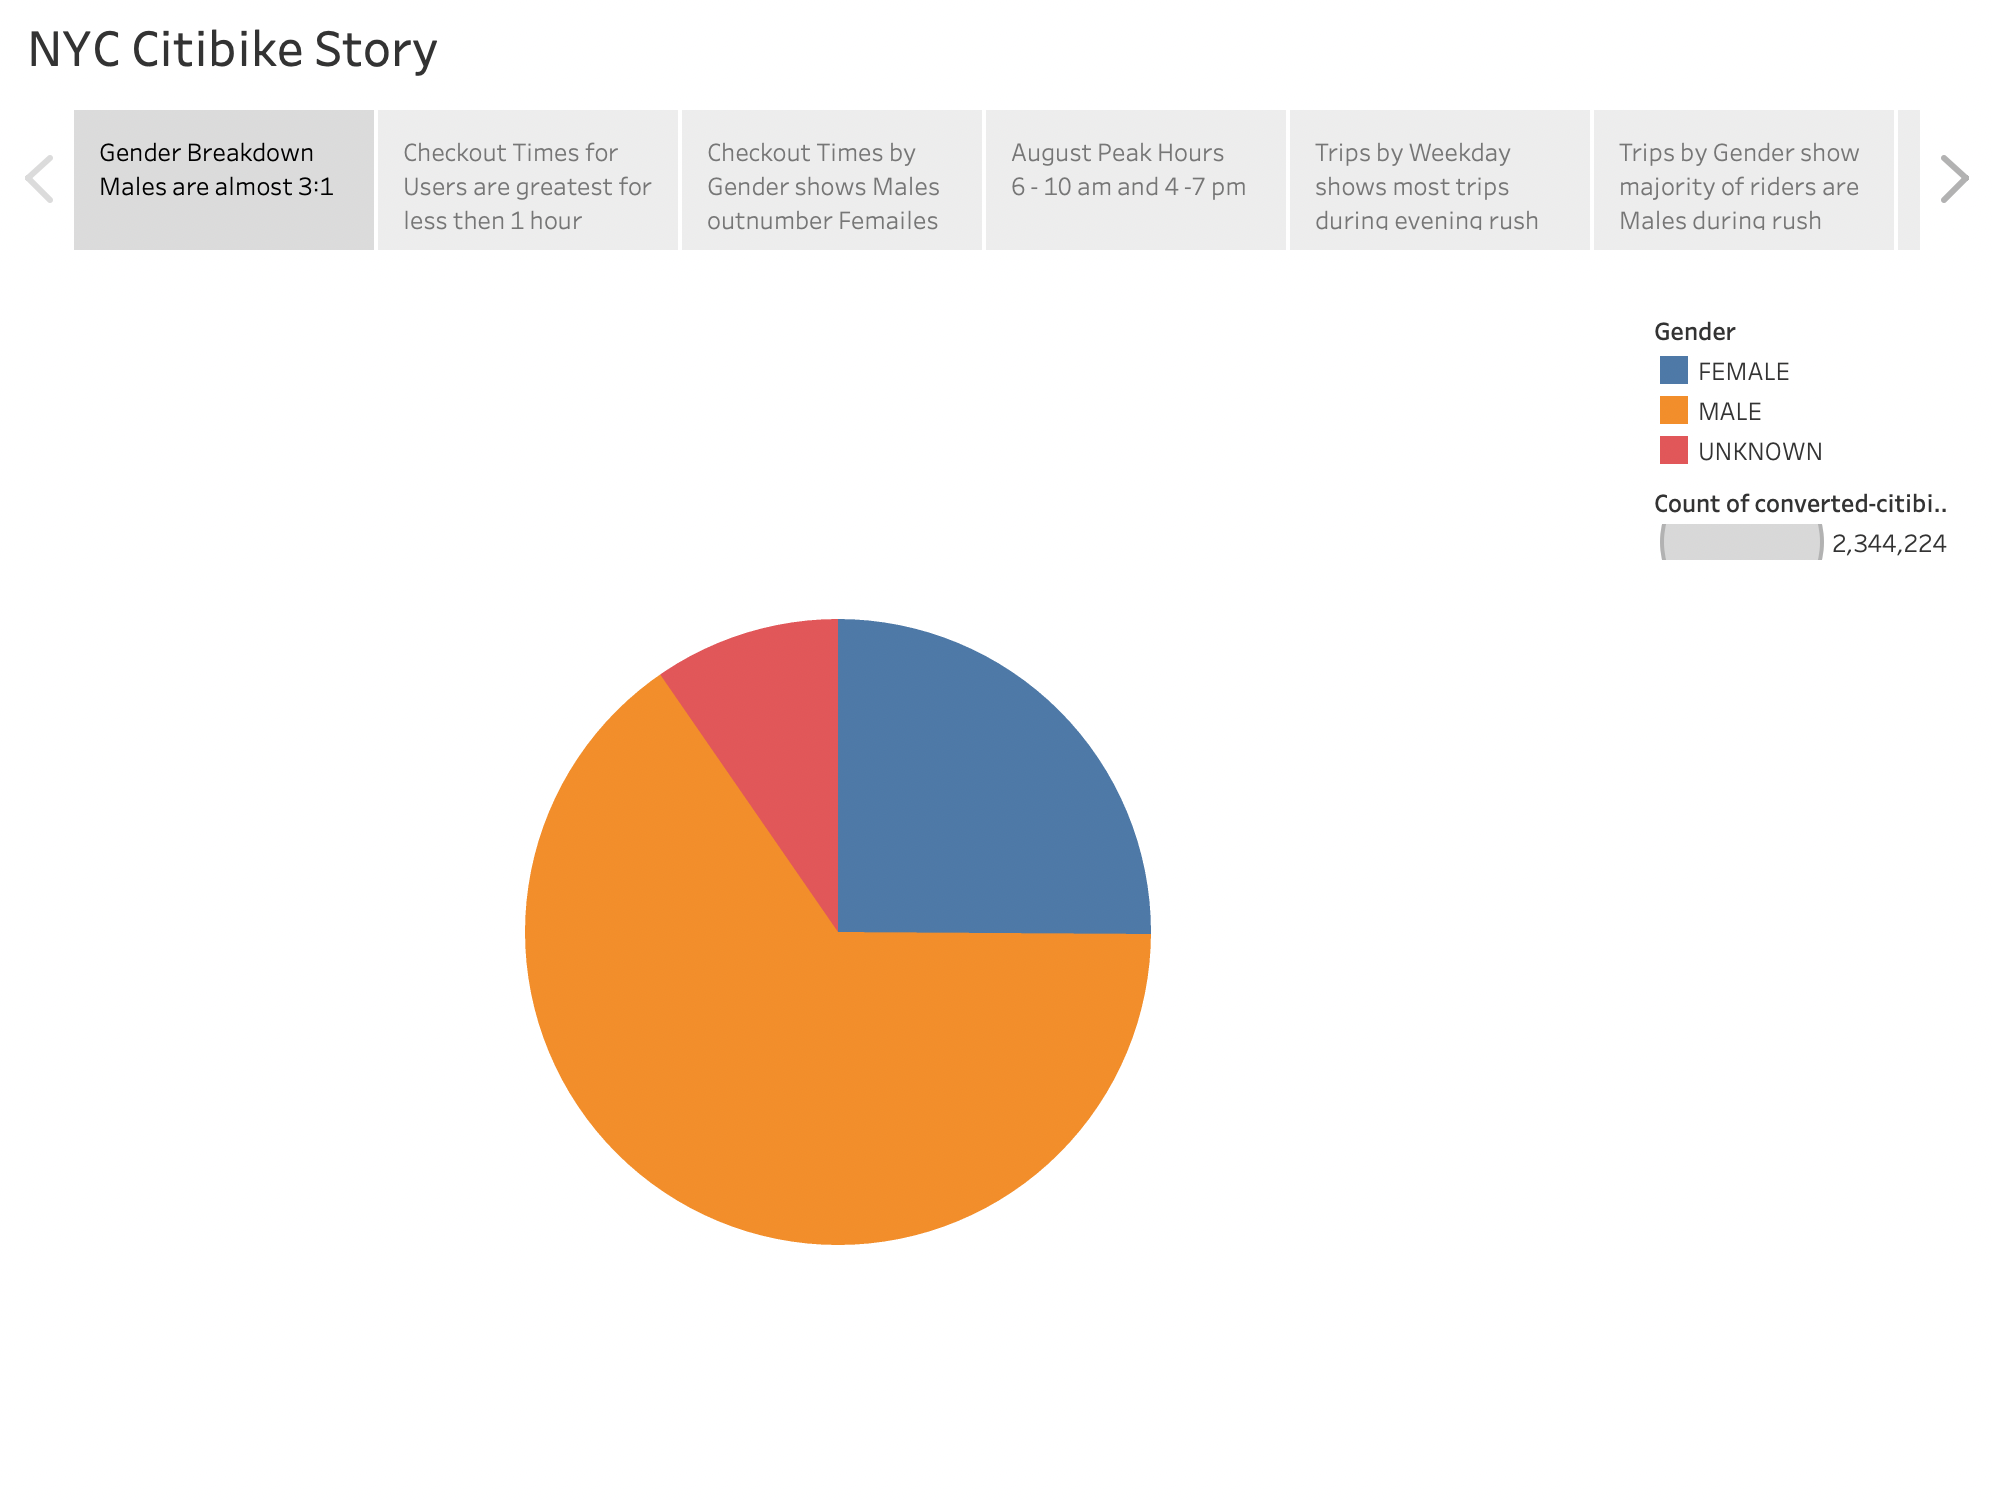 NYC Citibike Story
Gender Breakdown
Males are almost 3:1
Checkout Times for
Users are greatest for
less then 1 hour
Checkout Times by
Gender shows Males
outnumber Femailes
August Peak Hours
6 - 10 am and 4 -7 pm
Trips by Weekday
shows most trips
during evening rush
Trips by Gender show
majority of riders are
Males during rush
Gender
FEMALE
MALE
UNKNOWN
Count of converted-citibi..
2,344,224